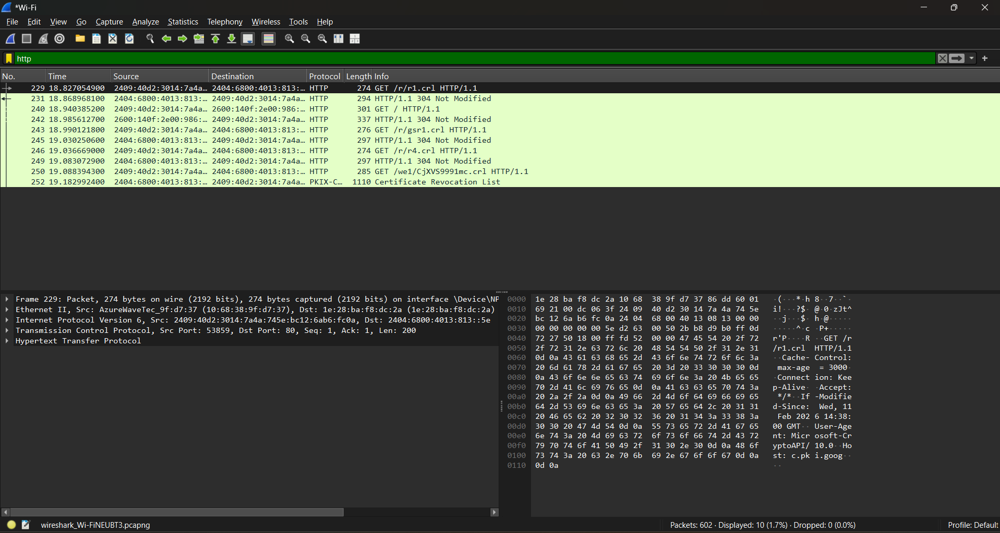 *Wi-Fi
File Edit View Go Capture Analyze Statistics Telephony Wireless Tools Help
http
No. Time Source Destination Protocol Length Info
229 18.827054900 2409:40d2:3014:7a4a… 2404:6800:4013:813:… HTTP 274 GET /r/r1.crl HTTP/1.1
231 18.868968100 2404:6800:4013:813:… 2409:40d2:3014:7a4a… HTTP 294 HTTP/1.1 304 Not Modified
240 18.940385200 2409:40d2:3014:7a4a… 2600:140f:2e00:986:… HTTP 301 GET / HTTP/1.1
242 18.985612700 2600:140f:2e00:986:… 2409:40d2:3014:7a4a… HTTP 337 HTTP/1.1 304 Not Modified
243 18.990121800 2409:40d2:3014:7a4a… 2404:6800:4013:813:… HTTP 276 GET /r/gsr1.crl HTTP/1.1
245 19.030250600 2404:6800:4013:813:… 2409:40d2:3014:7a4a… HTTP 297 HTTP/1.1 304 Not Modified
246 19.036669000 2409:40d2:3014:7a4a… 2404:6800:4013:813:… HTTP 274 GET /r/r4.crl HTTP/1.1
249 19.083072900 2404:6800:4013:813:… 2409:40d2:3014:7a4a… HTTP 297 HTTP/1.1 304 Not Modified
250 19.088394300 2409:40d2:3014:7a4a… 2404:6800:4013:813:… HTTP 285 GET /we1/CjXVS9991mc.crl HTTP/1.1
252 19.182992400 2404:6800:4013:813:… 2409:40d2:3014:7a4a… PKIX-C… 1110 Certificate Revocation List
Frame 229: Packet, 274 bytes on wire (2192 bits), 274 bytes captured (2192 bits) on interface \Device\NP
Ethernet II, Src: AzureWaveTec_9f:d7:37 (10:68:38:9f:d7:37), Dst: 1e:28:ba:f8:dc:2a (1e:28:ba:f8:dc:2a)
Internet Protocol Version 6, Src: 2409:40d2:3014:7a4a:745e:bc12:6ab6:fc0a, Dst: 2404:6800:4013:813::5e
Transmission Control Protocol, Src Port: 53859, Dst Port: 80, Seq: 1, Ack: 1, Len: 200
Hypertext Transfer Protocol
0000 1e 28 ba f8 dc 2a 10 68 38 9f d7 37 86 dd 60 01 ·(···*·h 8··7··`·
0010 69 21 00 dc 06 3f 24 09 40 d2 30 14 7a 4a 74 5e i!···?$· @·0·zJt^
0020 bc 12 6a b6 fc 0a 24 04 68 00 40 13 08 13 00 00 ··j···$· h·@·····
0030 00 00 00 00 00 5e d2 63 00 50 2b b8 d9 b0 ff 0d ·····^·c ·P+·····
0040 72 27 50 18 00 ff fd 52 00 00 47 45 54 20 2f 72 r'P····R ··GET /r
0050 2f 72 31 2e 63 72 6c 20 48 54 54 50 2f 31 2e 31 /r1.crl HTTP/1.1
0060 0d 0a 43 61 63 68 65 2d 43 6f 6e 74 72 6f 6c 3a ··Cache- Control:
0070 20 6d 61 78 2d 61 67 65 20 3d 20 33 30 30 30 0d max-age = 3000·
0080 0a 43 6f 6e 6e 65 63 74 69 6f 6e 3a 20 4b 65 65 ·Connect ion: Kee
0090 70 2d 41 6c 69 76 65 0d 0a 41 63 63 65 70 74 3a p-Alive· ·Accept:
00a0 20 2a 2f 2a 0d 0a 49 66 2d 4d 6f 64 69 66 69 65 */*··If -Modifie
00b0 64 2d 53 69 6e 63 65 3a 20 57 65 64 2c 20 31 31 d-Since: Wed, 11
00c0 20 46 65 62 20 32 30 32 36 20 31 34 3a 33 38 3a Feb 202 6 14:38:
00d0 30 30 20 47 4d 54 0d 0a 55 73 65 72 2d 41 67 65 00 GMT·· User-Age
00e0 6e 74 3a 20 4d 69 63 72 6f 73 6f 66 74 2d 43 72 nt: Micr osoft-Cr
00f0 79 70 74 6f 41 50 49 2f 31 30 2e 30 0d 0a 48 6f yptoAPI/ 10.0··Ho
0100 73 74 3a 20 63 2e 70 6b 69 2e 67 6f 6f 67 0d 0a st: c.pk i.goog··
0110 0d 0a ··
wireshark_Wi-FiNEUBT3.pcapng Packets: 602 · Displayed: 10 (1.7%) · Dropped: 0 (0.0%) Profile: Default